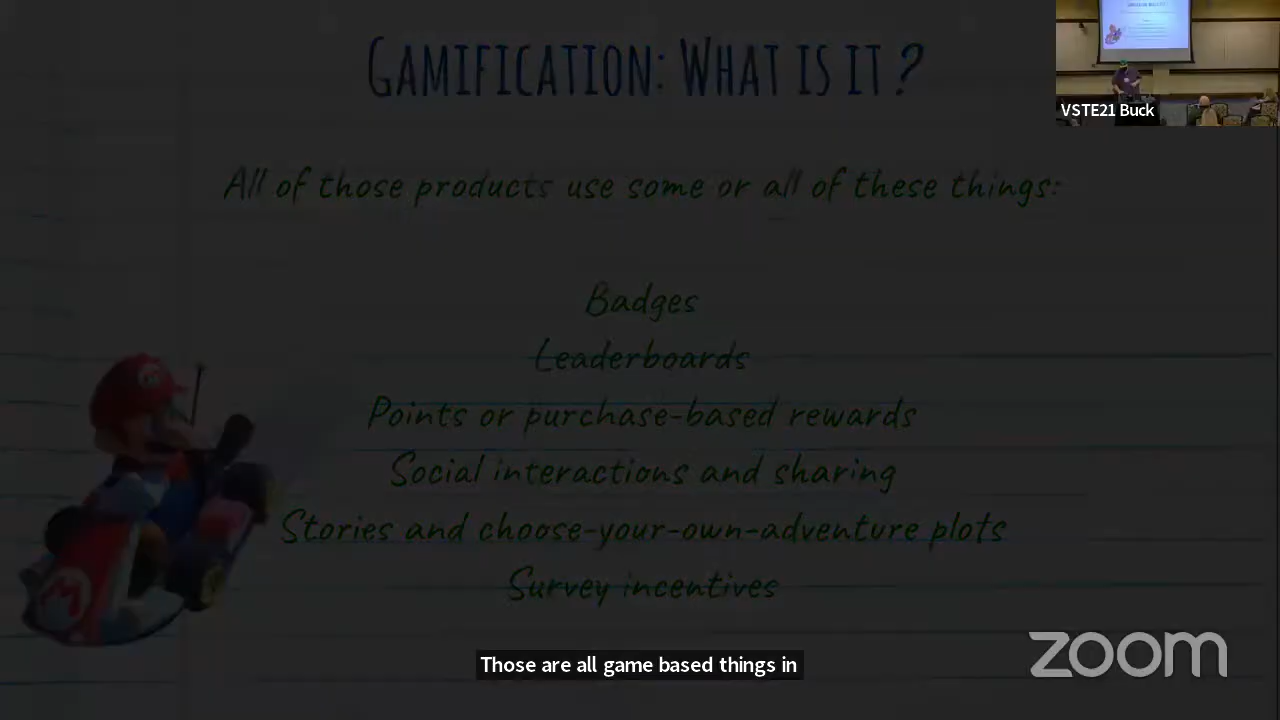 Gamification: What is it?
VSTE21 Buck
All of those products use some or all of these things:
Badges
Leaderboards
Points or purchase-based rewards
Social interactions and sharing
Stories and choose-your-own-adventure plots
Survey incentives
Those are all game based things in
zoom